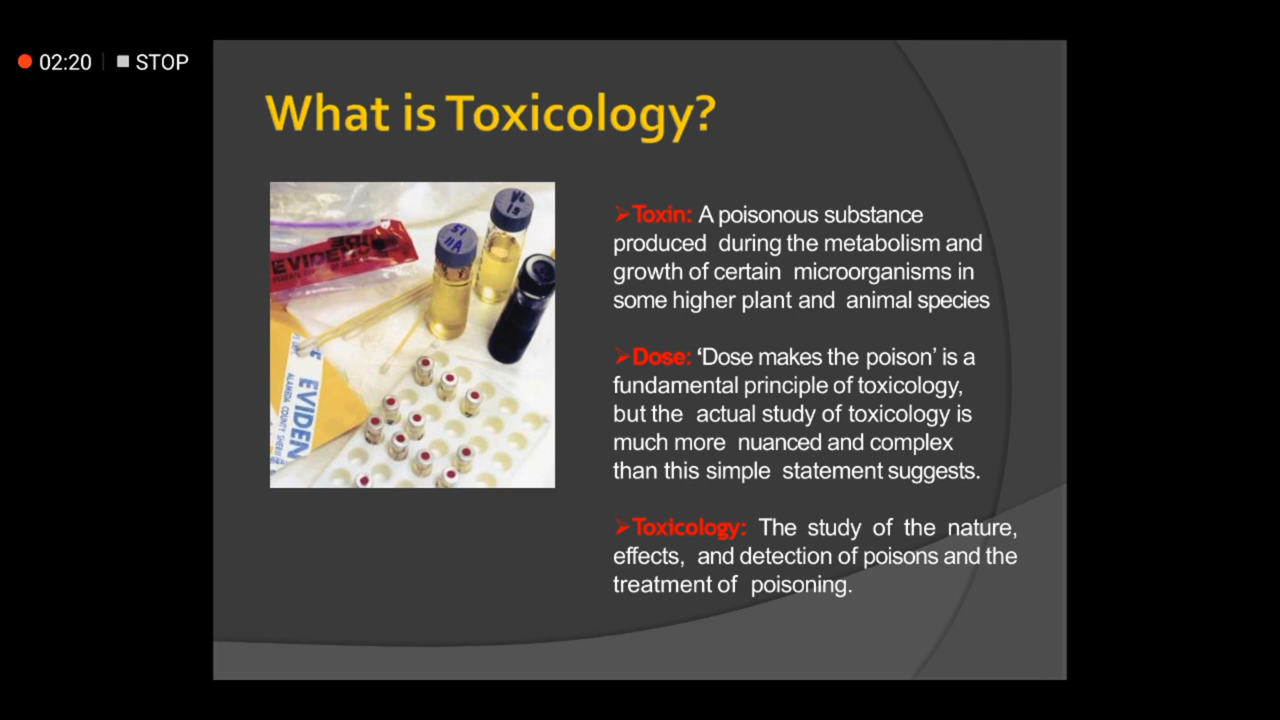 02:20 STOP
What is Toxicology?
➢Toxin: A poisonous substance
produced during the metabolism and
growth of certain microorganisms in
some higher plant and animal species
➢Dose: ‘Dose makes the poison’ is a
fundamental principle of toxicology,
but the actual study of toxicology is
much more nuanced and complex
than this simple statement suggests.
➢Toxicology: The study of the nature,
effects, and detection of poisons and the
treatment of poisoning.
EVIDENCE
EVIDEN
ALAMEDA COUNTY